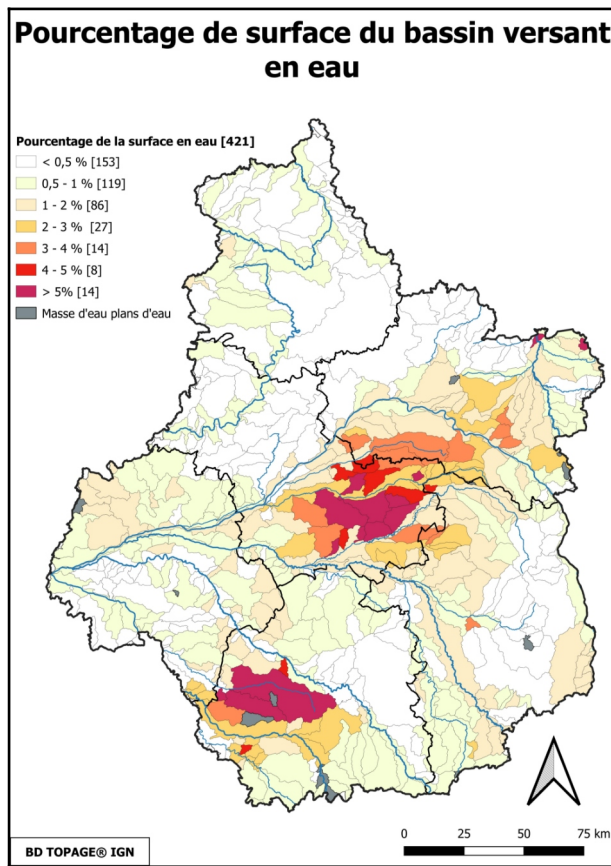 Pourcentage de surface du bassin versant
en eau
Pourcentage de la surface en eau [421]
< 0,5 % [153]
0,5 - 1 % [119]
1 - 2 % [86]
2 - 3 % [27]
3 - 4 % [14]
4 - 5 % [8]
> 5% [14]
Masse d'eau plans d'eau
BD TOPAGE® IGN
0 25 50 75 km